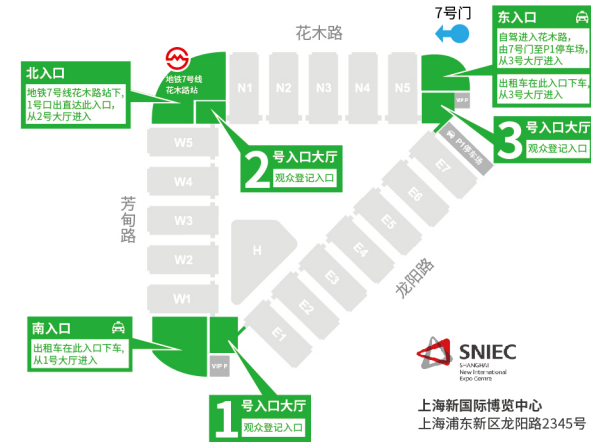 7号门
花木路
东入口
自驾进入花木路，
由7号门至P1停车场，
从3号大厅进入
出租车在此入口下车，
从3号大厅进入
地铁7号线
花木路站
北入口
地铁7号线花木路站下，
1号口出直达此入口，
从2号大厅进入
N1
N2
N3
N4
N5
VIP P
P1停车场
3号入口大厅
观众登记入口
2号入口大厅
观众登记入口
W5
W4
W3
W2
W1
芳甸路
H
E7
E6
E5
E4
E3
E2
E1
龙阳路
南入口
出租车在此入口下车，
从1号大厅进入
VIP P
1号入口大厅
观众登记入口
SNIEC
SHANGHAI
New International
Expo Centre
上海新国际博览中心
上海浦东新区龙阳路2345号